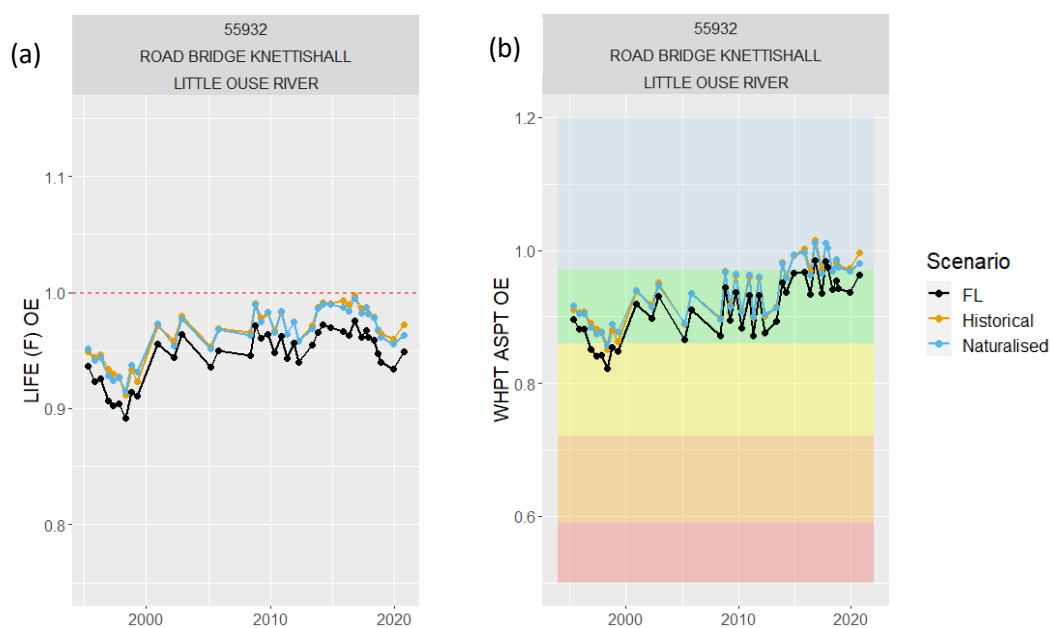 (a)
55932
ROAD BRIDGE KNETTISHALL
LITTLE OUSE RIVER
LIFE (F) OE
1.1
1.0
0.9
0.8
2000
2010
2020
(b)
55932
ROAD BRIDGE KNETTISHALL
LITTLE OUSE RIVER
WHPT ASPT OE
1.2
1.0
0.8
0.6
2000
2010
2020
Scenario
FL
Historical
Naturalised